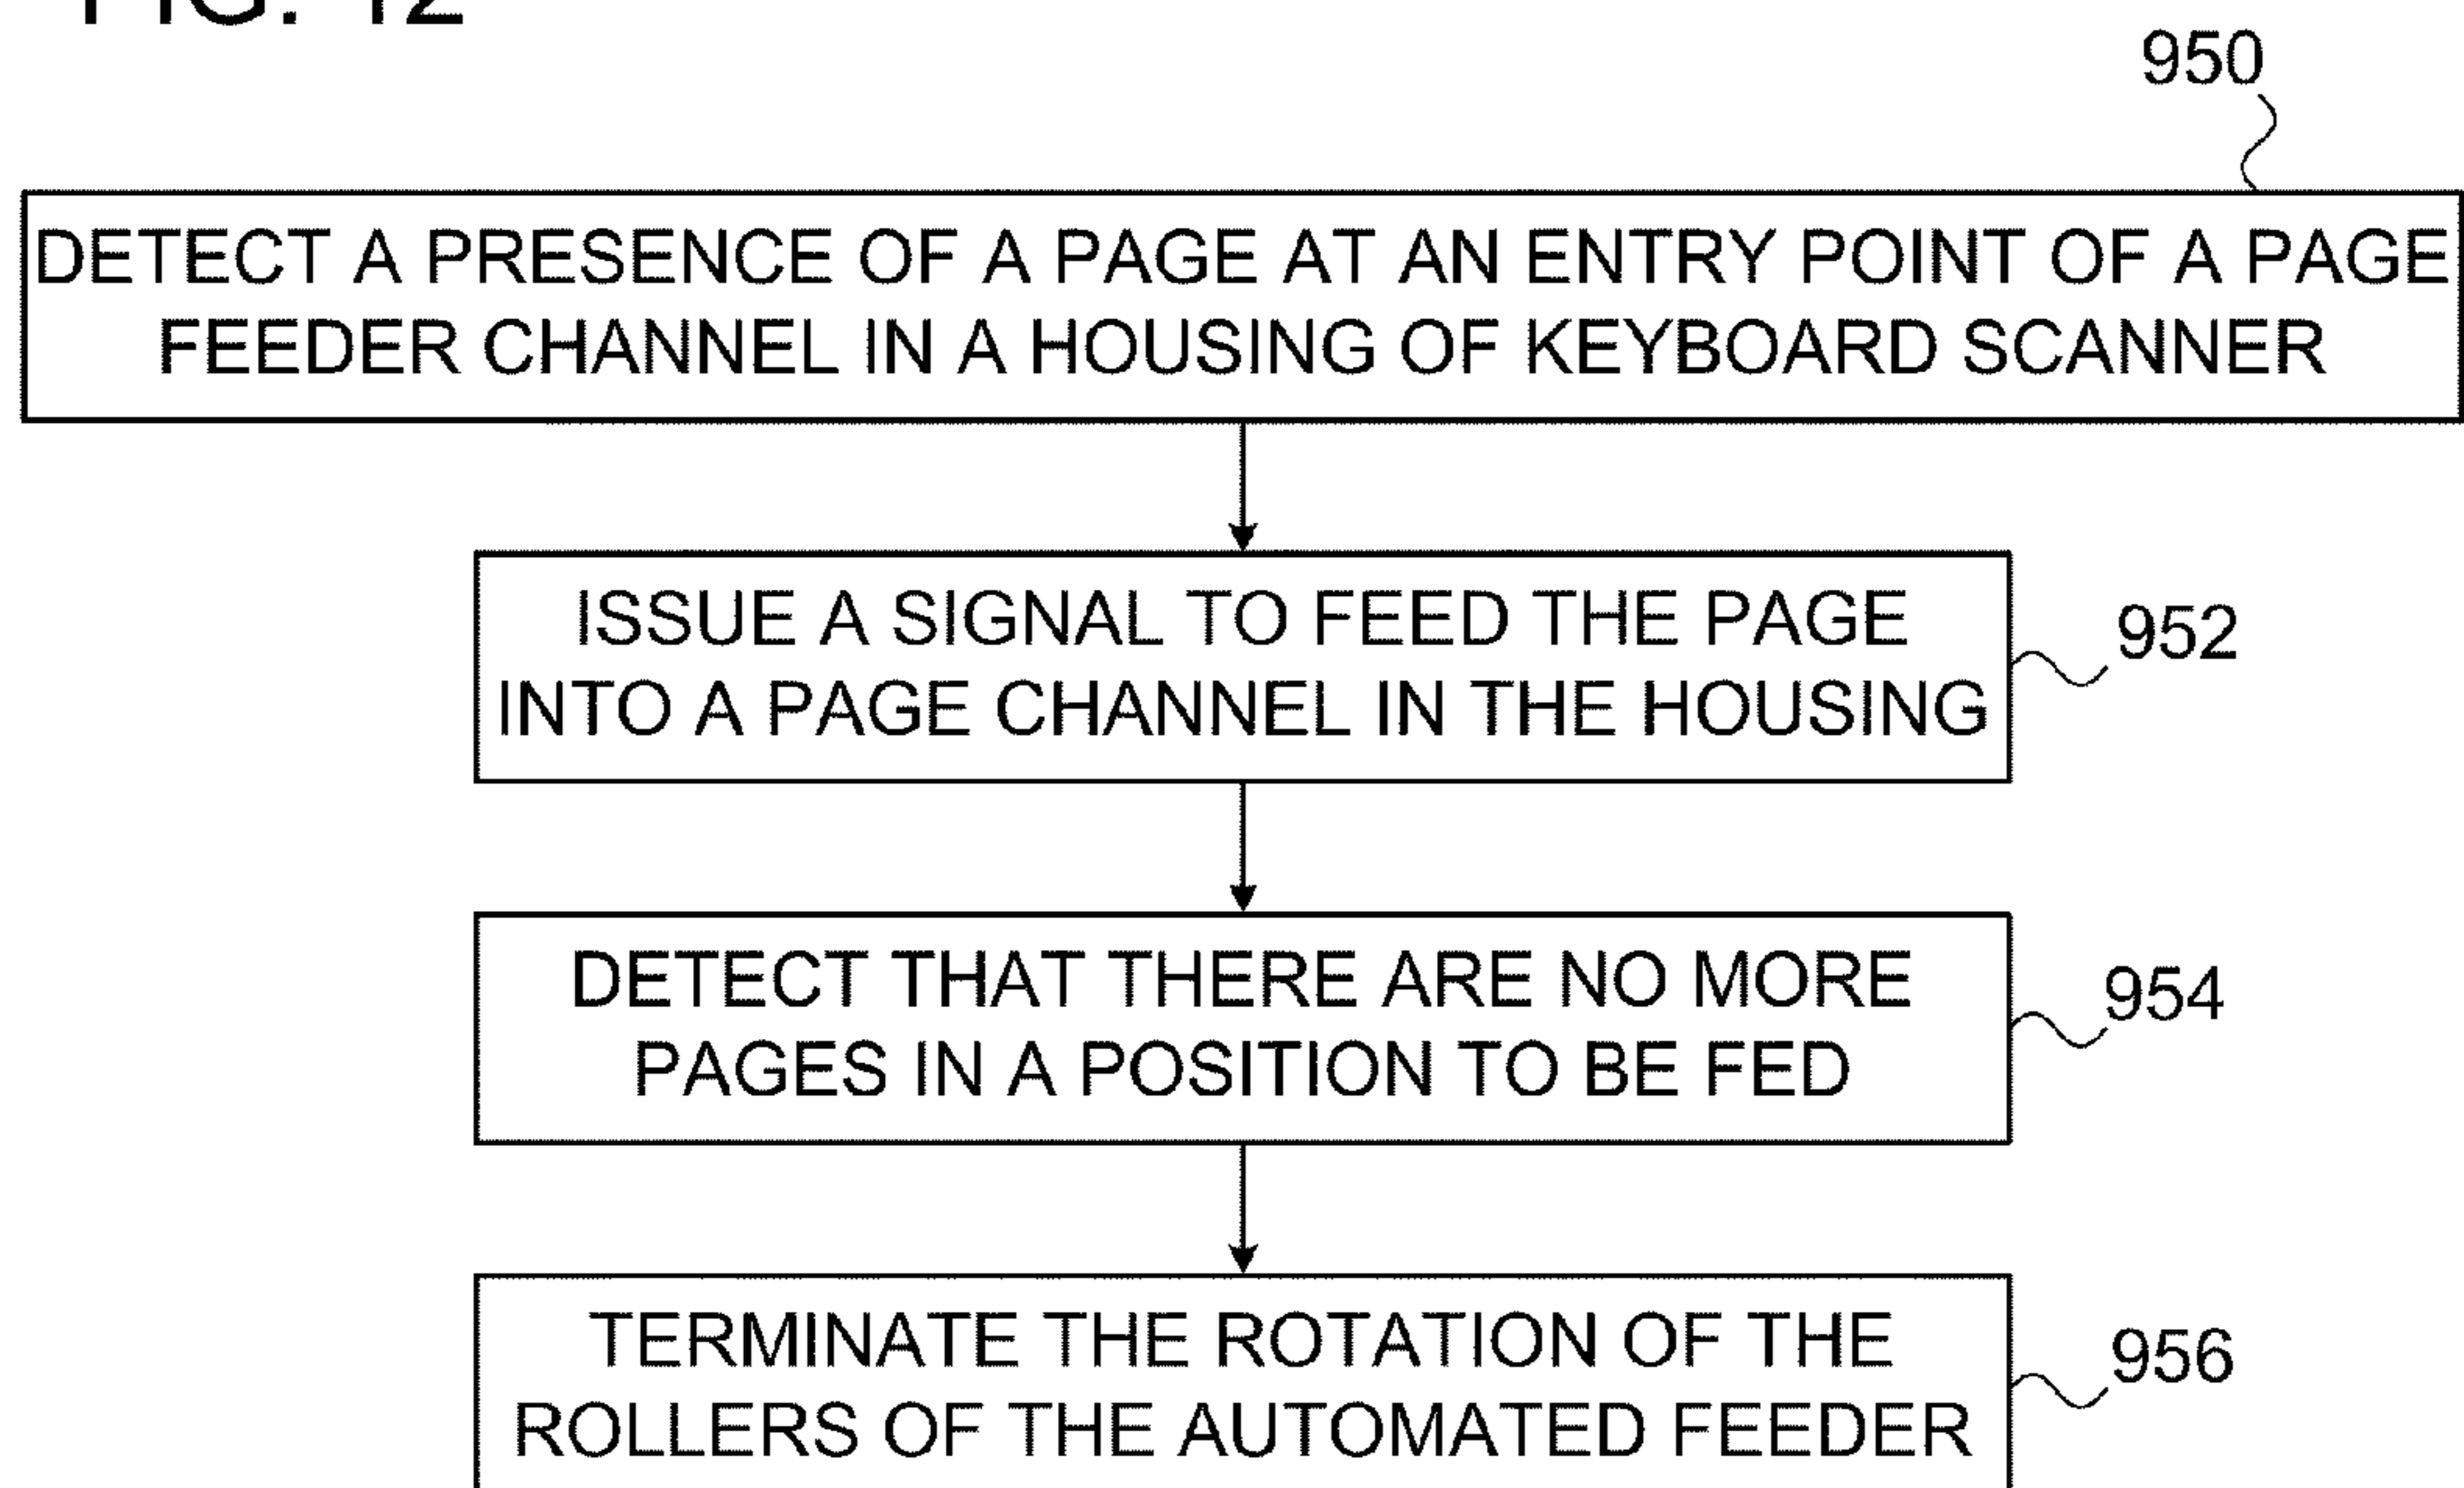 FIG. 12
950
DETECT A PRESENCE OF A PAGE AT AN ENTRY POINT OF A PAGE
FEEDER CHANNEL IN A HOUSING OF KEYBOARD SCANNER
ISSUE A SIGNAL TO FEED THE PAGE
INTO A PAGE CHANNEL IN THE HOUSING
952
DETECT THAT THERE ARE NO MORE
PAGES IN A POSITION TO BE FED
954
TERMINATE THE ROTATION OF THE
ROLLERS OF THE AUTOMATED FEEDER
956